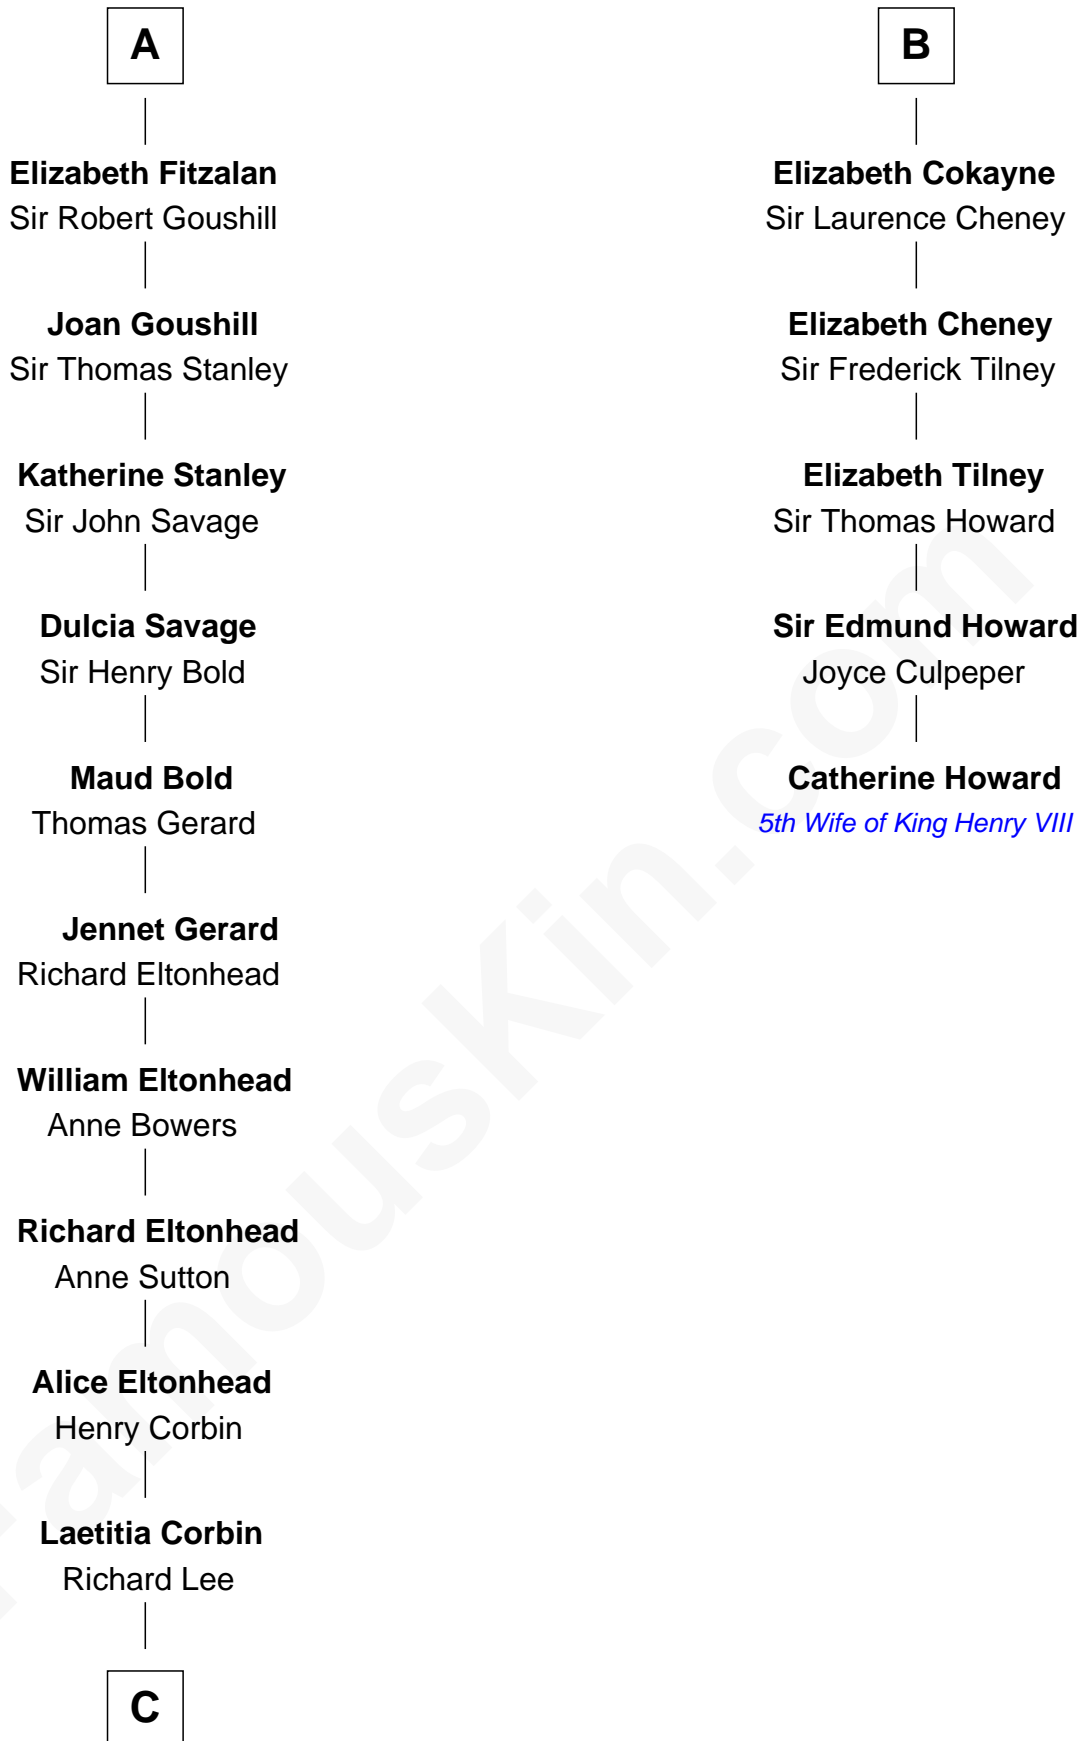 A
Elizabeth Fitzalan
Sir Robert Goushill
Joan Goushill
Sir Thomas Stanley
Katherine Stanley
Sir John Savage
Dulcia Savage
Sir Henry Bold
Maud Bold
Thomas Gerard
Jennet Gerard
Richard Eltonhead
William Eltonhead
Anne Bowers
Richard Eltonhead
Anne Sutton
Alice Eltonhead
Henry Corbin
Laetitia Corbin
Richard Lee
C
B
Elizabeth Cokayne
Sir Laurence Cheney
Elizabeth Cheney
Sir Frederick Tilney
Elizabeth Tilney
Sir Thomas Howard
Sir Edmund Howard
Joyce Culpeper
Catherine Howard
5th Wife of King Henry VIII
FamousKin.com